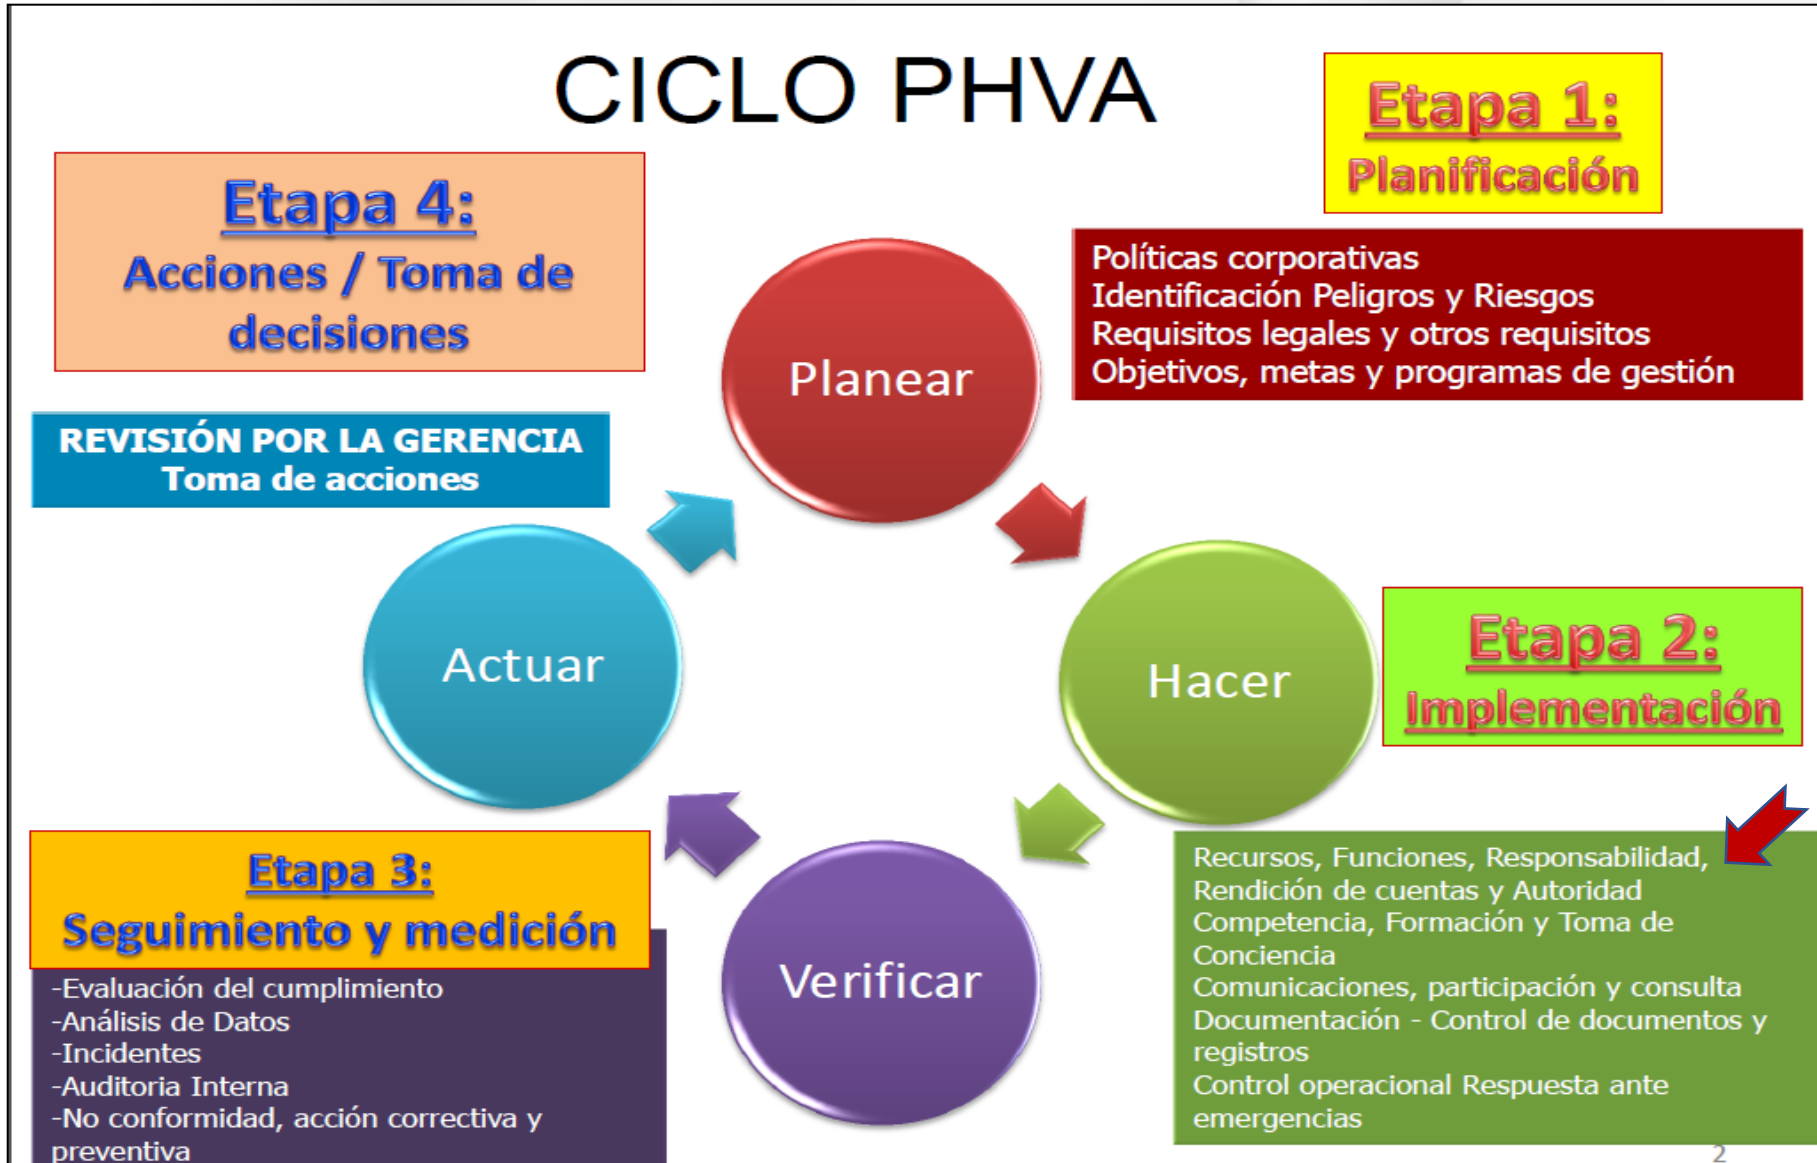 CICLO PHVA
Etapa 1:
Planificación
Políticas corporativas
Identificación Peligros y Riesgos
Requisitos legales y otros requisitos
Objetivos, metas y programas de gestión
Etapa 4:
Acciones / Toma de
decisiones
REVISIÓN POR LA GERENCIA
Toma de acciones
Planear
Actuar
Hacer
Verificar
Etapa 2:
Implementación
Recursos, Funciones, Responsabilidad,
Rendición de cuentas y Autoridad
Competencia, Formación y Toma de
Conciencia
Comunicaciones, participación y consulta
Documentación - Control de documentos y
registros
Control operacional Respuesta ante
emergencias
Etapa 3:
Seguimiento y medición
-Evaluación del cumplimiento
-Análisis de Datos
-Incidentes
-Auditoria Interna
-No conformidad, acción correctiva y
preventiva
2